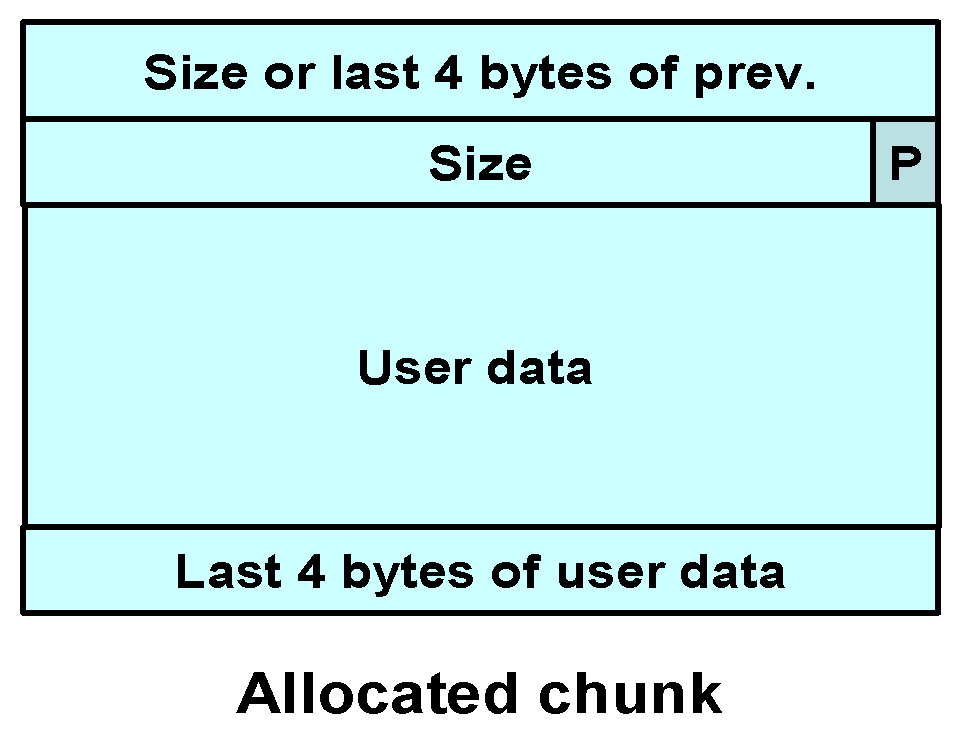 Size or last 4 bytes of prev.
Size P
User data
Last 4 bytes of user data
Allocated chunk